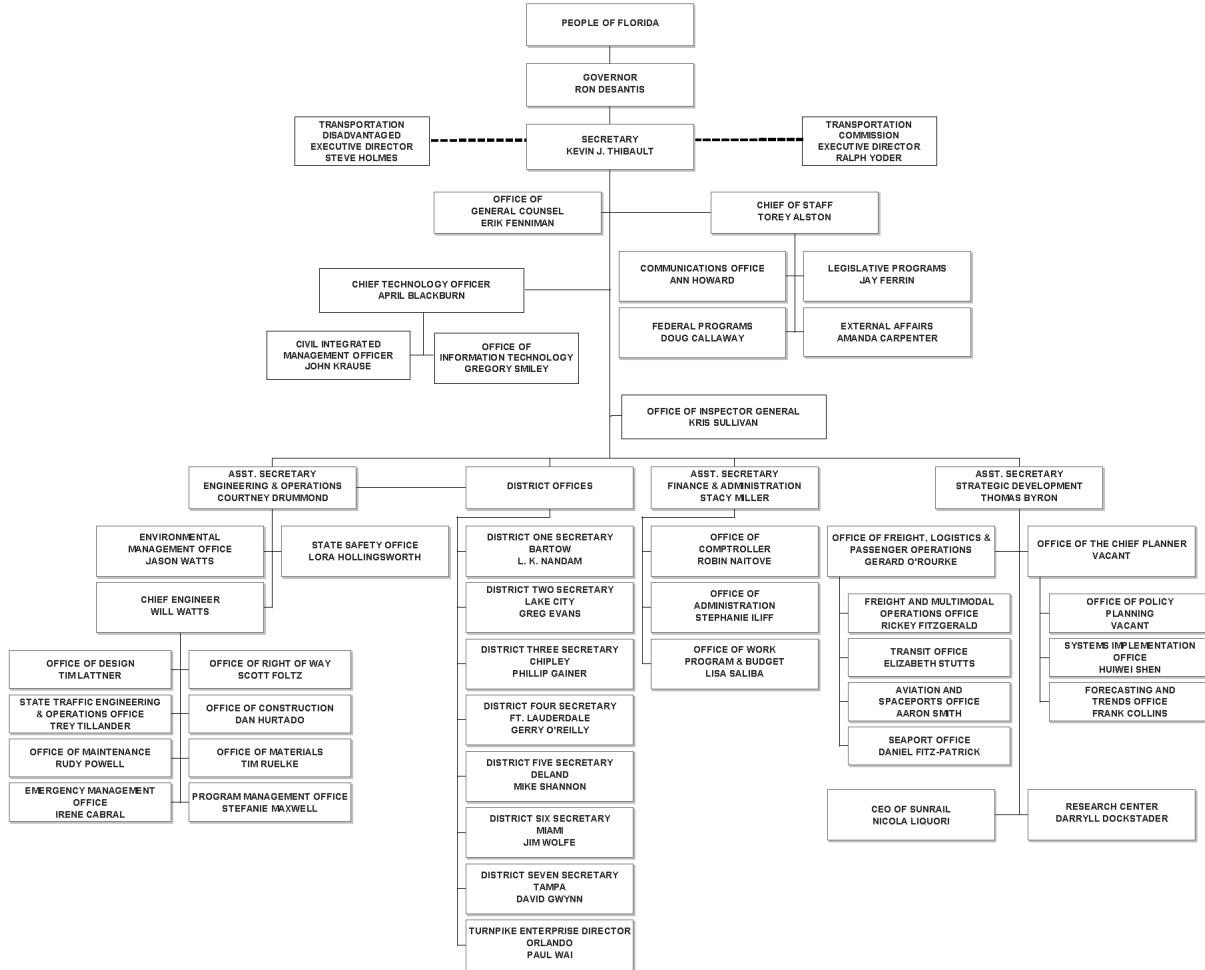 PEOPLE OF FLORIDA
GOVERNOR
RON DESANTIS
TRANSPORTATION
DISADVANTAGED
EXECUTIVE DIRECTOR
STEVE HOLMES
SECRETARY
KEVIN J. THIBAULT
TRANSPORTATION
COMMISSION
EXECUTIVE DIRECTOR
RALPH YODER
OFFICE OF
GENERAL COUNSEL
ERIK FENNIMAN
CHIEF OF STAFF
TOREY ALSTON
COMMUNICATIONS OFFICE
ANN HOWARD
LEGISLATIVE PROGRAMS
JAY FERRIN
CHIEF TECHNOLOGY OFFICER
APRIL BLACKBURN
FEDERAL PROGRAMS
DOUG CALLAWAY
EXTERNAL AFFAIRS
AMANDA CARPENTER
CIVIL INTEGRATED
MANAGEMENT OFFICER
JOHN KRAUSE
OFFICE OF
INFORMATION TECHNOLOGY
GREGORY SMILEY
OFFICE OF INSPECTOR GENERAL
KRIS SULLIVAN
ASST. SECRETARY
ENGINEERING & OPERATIONS
COURTNEY DRUMMOND
DISTRICT OFFICES
ASST. SECRETARY
FINANCE & ADMINISTRATION
STACY MILLER
ASST. SECRETARY
STRATEGIC DEVELOPMENT
THOMAS BYRON
ENVIRONMENTAL
MANAGEMENT OFFICE
JASON WATTS
STATE SAFETY OFFICE
LORA HOLLINGSWORTH
CHIEF ENGINEER
WILL WATTS
OFFICE OF DESIGN
TIM LATTNER
OFFICE OF RIGHT OF WAY
SCOTT FOLTZ
STATE TRAFFIC ENGINEERING
& OPERATIONS OFFICE
TREY TILLANDER
OFFICE OF CONSTRUCTION
DAN HURTADO
OFFICE OF MAINTENANCE
RUDY POWELL
OFFICE OF MATERIALS
TIM RUELKE
EMERGENCY MANAGEMENT
OFFICE
IRENE CABRAL
PROGRAM MANAGEMENT OFFICE
STEFANIE MAXWELL
DISTRICT ONE SECRETARY
BARTOW
L. K. NANDAM
DISTRICT TWO SECRETARY
LAKE CITY
GREG EVANS
DISTRICT THREE SECRETARY
CHIPLEY
PHILLIP GAINER
DISTRICT FOUR SECRETARY
FT. LAUDERDALE
GERRY O'REILLY
DISTRICT FIVE SECRETARY
DELAND
MIKE SHANNON
DISTRICT SIX SECRETARY
MIAMI
JIM WOLFE
DISTRICT SEVEN SECRETARY
TAMPA
DAVID GWYNN
TURNPIKE ENTERPRISE DIRECTOR
ORLANDO
PAUL WAI
OFFICE OF
COMPTROLLER
ROBIN NAITOVE
OFFICE OF
ADMINISTRATION
STEPHANIE ILIFF
OFFICE OF WORK
PROGRAM & BUDGET
LISA SALIBA
OFFICE OF FREIGHT, LOGISTICS &
PASSENGER OPERATIONS
GERARD O'ROURKE
OFFICE OF THE CHIEF PLANNER
VACANT
FREIGHT AND MULTIMODAL
OPERATIONS OFFICE
RICKEY FITZGERALD
TRANSIT OFFICE
ELIZABETH STUTTS
AVIATION AND
SPACEPORTS OFFICE
AARON SMITH
SEAPORT OFFICE
DANIEL FITZ-PATRICK
OFFICE OF POLICY
PLANNING
VACANT
SYSTEMS IMPLEMENTATION
OFFICE
HUIWEI SHEN
FORECASTING AND
TRENDS OFFICE
FRANK COLLINS
CEO OF SUNRAIL
NICOLA LIQUORI
RESEARCH CENTER
DARRYLL DOCKSTADER